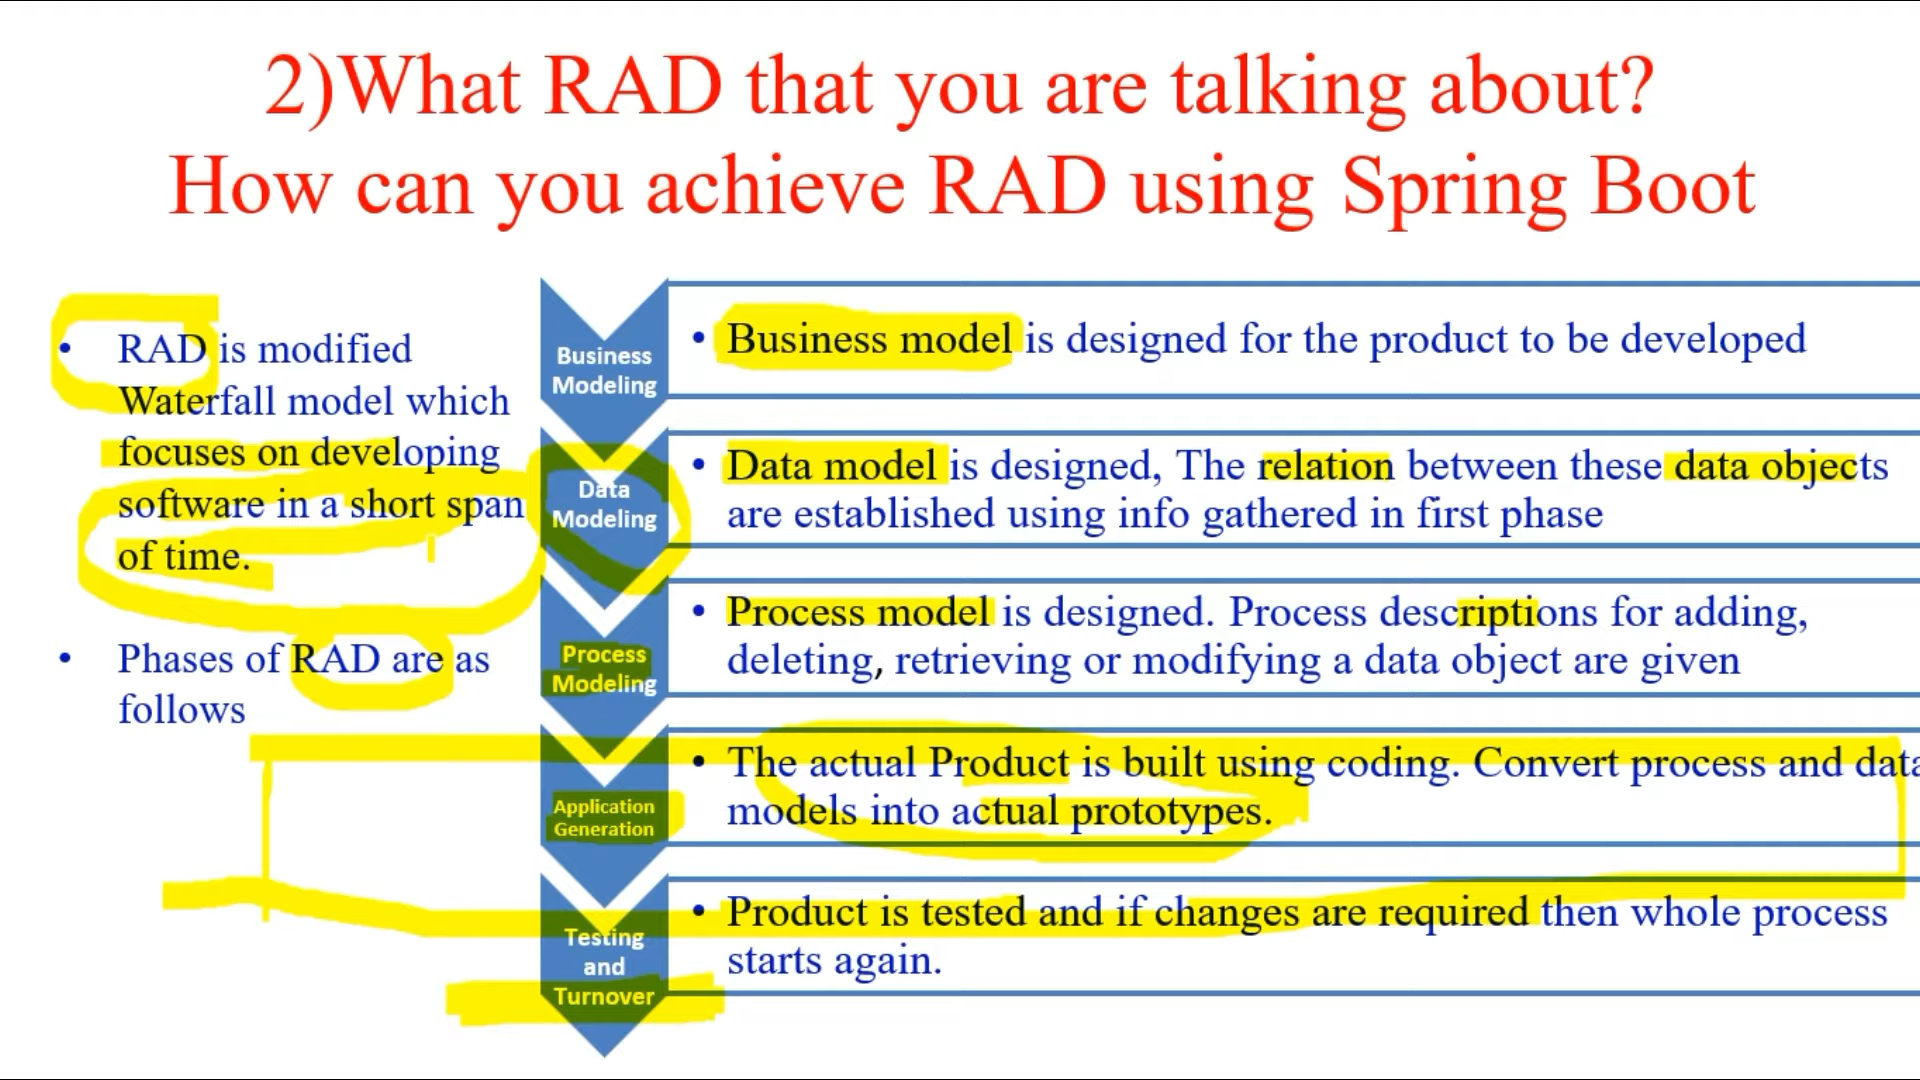 2)What RAD that you are talking about?
How can you achieve RAD using Spring Boot
• RAD is modified
Waterfall model which
focuses on developing
software in a short span
of time.
• Phases of RAD are as
follows
Business
Modeling
• Business model is designed for the product to be developed
Data
Modeling
• Data model is designed, The relation between these data objects
are established using info gathered in first phase
Process
Modeling
• Process model is designed. Process descriptions for adding,
deleting, retrieving or modifying a data object are given
Application
Generation
• The actual Product is built using coding. Convert process and data
models into actual prototypes.
Testing
and
Turnover
• Product is tested and if changes are required then whole process
starts again.